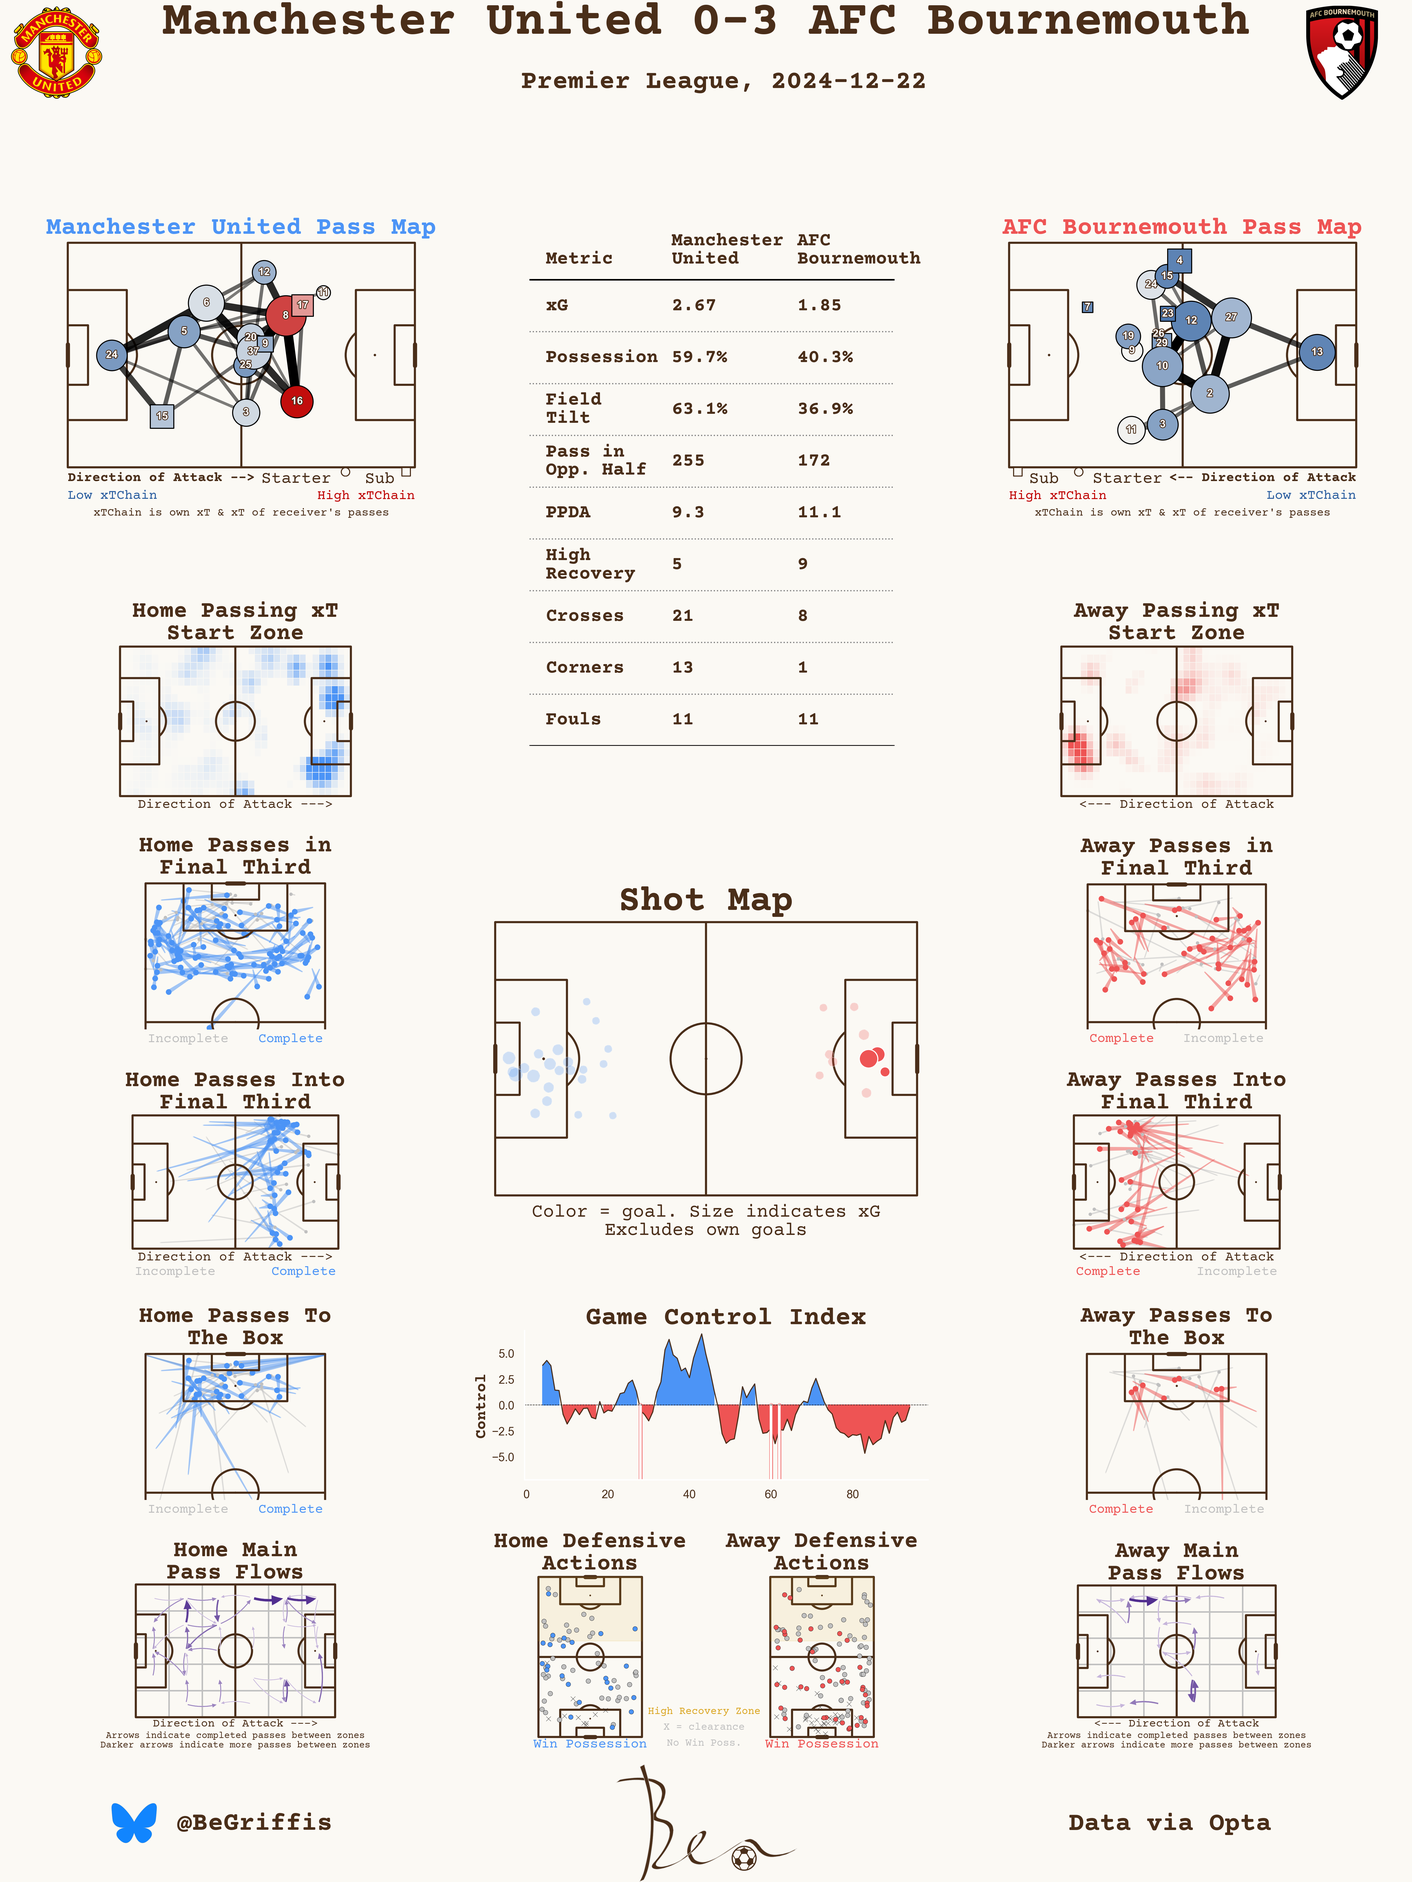 Manchester United 0-3 AFC Bournemouth
Premier League, 2024-12-22
MANCHESTER
UNITED
AFC BOURNEMOUTH
Manchester United Pass Map
12
6
11
17
8
5
20
9
37
24
25
16
3
15
Direction of Attack --> Starter Sub
Low xTChain High xTChain
xTChain is own xT & xT of receiver's passes
Metric Manchester United AFC Bournemouth
xG 2.67 1.85
Possession 59.7% 40.3%
Field Tilt 63.1% 36.9%
Pass in Opp. Half 255 172
PPDA 9.3 11.1
High Recovery 5 9
Crosses 21 8
Corners 13 1
Fouls 11 11
AFC Bournemouth Pass Map
4
15
24
7
23
12
27
19
26
29
9
13
10
2
3
11
Sub Starter <-- Direction of Attack
High xTChain Low xTChain
xTChain is own xT & xT of receiver's passes
Home Passing xT
Start Zone
Direction of Attack --->
Away Passing xT
Start Zone
<--- Direction of Attack
Home Passes in
Final Third
Incomplete Complete
Away Passes in
Final Third
Complete Incomplete
Shot Map
Color = goal. Size indicates xG
Excludes own goals
Home Passes Into
Final Third
Direction of Attack --->
Incomplete Complete
Away Passes Into
Final Third
<--- Direction of Attack
Complete Incomplete
Home Passes To
The Box
Incomplete Complete
Game Control Index
Control
5.0
2.5
0.0
−2.5
−5.0
0 20 40 60 80
Away Passes To
The Box
Complete Incomplete
Home Main
Pass Flows
Direction of Attack --->
Arrows indicate completed passes between zones
Darker arrows indicate more passes between zones
Home Defensive
Actions
Win Possession
Away Defensive
Actions
Win Possession
High Recovery Zone
X = clearance
No Win Poss.
Away Main
Pass Flows
<--- Direction of Attack
Arrows indicate completed passes between zones
Darker arrows indicate more passes between zones
@BeGriffis
Ben
Data via Opta